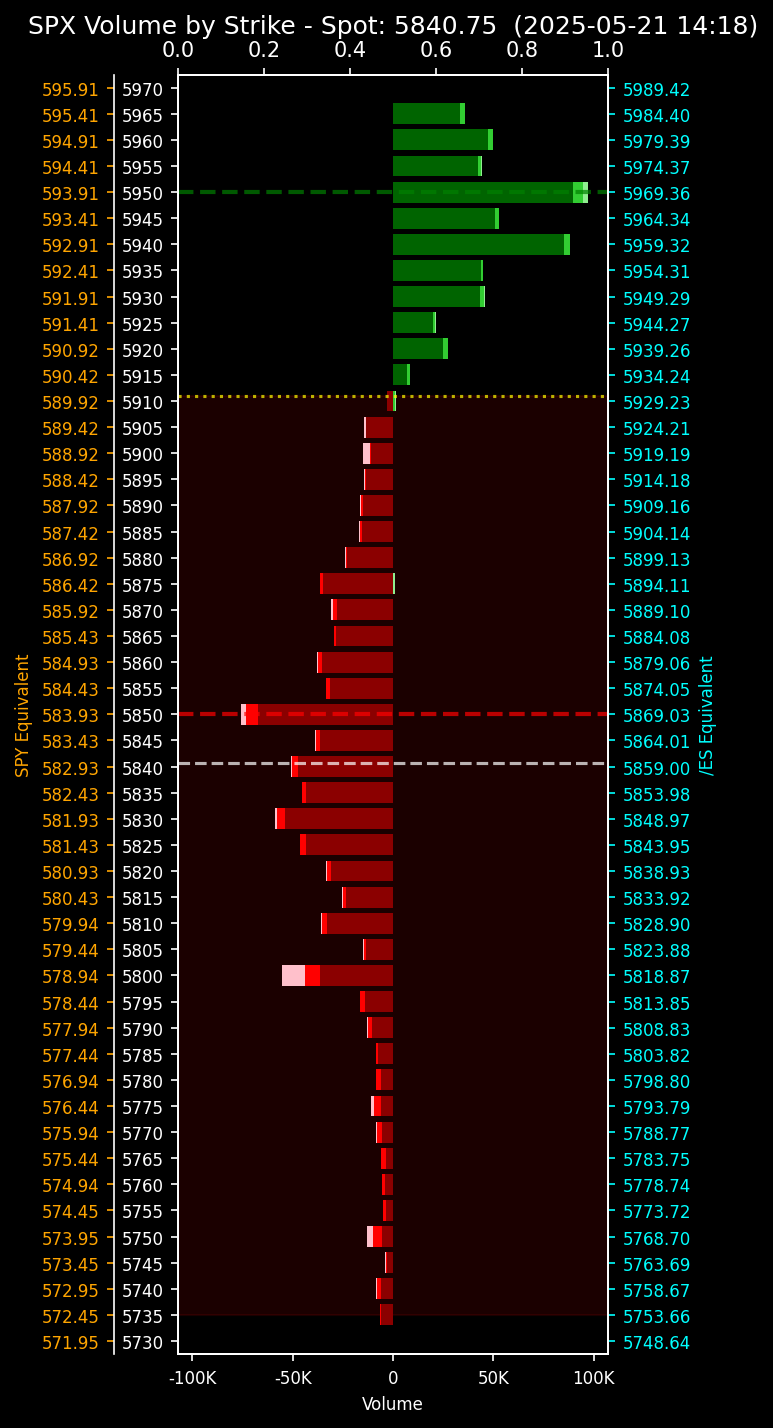 SPX Volume by Strike - Spot: 5840.75  (2025-05-21 14:18)
0.0 0.2 0.4 0.6 0.8 1.0
595.91 5970 5989.42
595.41 5965 5984.40
594.91 5960 5979.39
594.41 5955 5974.37
593.91 5950 5969.36
593.41 5945 5964.34
592.91 5940 5959.32
592.41 5935 5954.31
591.91 5930 5949.29
591.41 5925 5944.27
590.92 5920 5939.26
590.42 5915 5934.24
589.92 5910 5929.23
589.42 5905 5924.21
588.92 5900 5919.19
588.42 5895 5914.18
587.92 5890 5909.16
587.42 5885 5904.14
586.92 5880 5899.13
586.42 5875 5894.11
585.92 5870 5889.10
585.43 5865 5884.08
584.93 5860 5879.06
584.43 5855 5874.05
583.93 5850 5869.03
583.43 5845 5864.01
582.93 5840 5859.00
582.43 5835 5853.98
581.93 5830 5848.97
581.43 5825 5843.95
580.93 5820 5838.93
580.43 5815 5833.92
579.94 5810 5828.90
579.44 5805 5823.88
578.94 5800 5818.87
578.44 5795 5813.85
577.94 5790 5808.83
577.44 5785 5803.82
576.94 5780 5798.80
576.44 5775 5793.79
575.94 5770 5788.77
575.44 5765 5783.75
574.94 5760 5778.74
574.45 5755 5773.72
573.95 5750 5768.70
573.45 5745 5763.69
572.95 5740 5758.67
572.45 5735 5753.66
571.95 5730 5748.64
SPY Equivalent
/ES Equivalent
-100K -50K 0 50K 100K
Volume